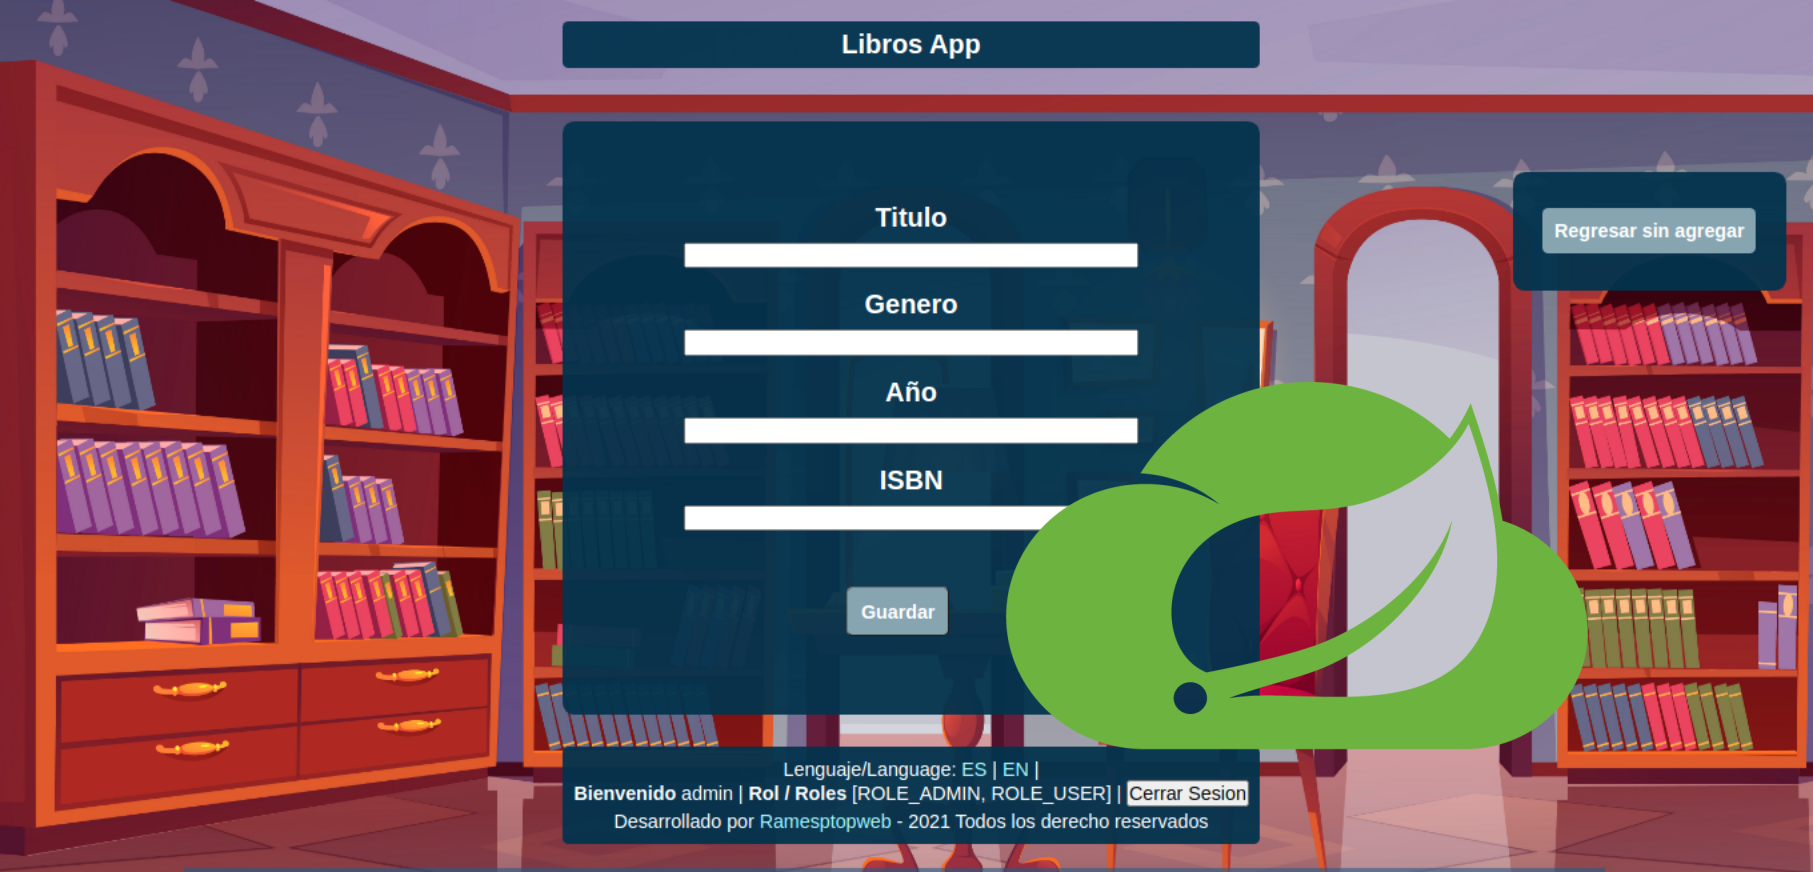 Libros App
Titulo
Regresar sin agregar
Genero
Año
ISBN
Guardar
Lenguaje/Language: ES | EN |
Bienvenido admin | Rol / Roles [ROLE_ADMIN, ROLE_USER] | Cerrar Sesion
Desarrollado por Ramesptopweb - 2021 Todos los derecho reservados